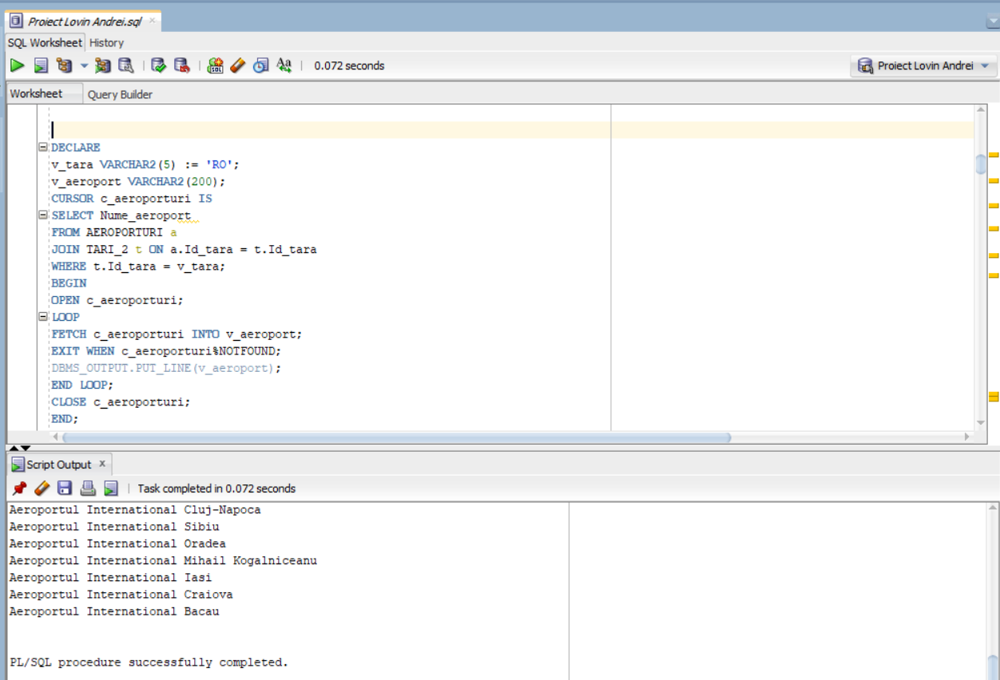 Proiect Lovin Andrei.sql
SQL Worksheet History
0.072 seconds
Proiect Lovin Andrei
Worksheet Query Builder
DECLARE
v_tara VARCHAR2(5) := 'RO';
v_aeroport VARCHAR2(200);
CURSOR c_aeroporturi IS
SELECT Nume_aeroport
FROM AEROPORTURI a
JOIN TARI_2 t ON a.Id_tara = t.Id_tara
WHERE t.Id_tara = v_tara;
BEGIN
OPEN c_aeroporturi;
LOOP
FETCH c_aeroporturi INTO v_aeroport;
EXIT WHEN c_aeroporturi%NOTFOUND;
DBMS_OUTPUT.PUT_LINE(v_aeroport);
END LOOP;
CLOSE c_aeroporturi;
END;
Script Output x
Task completed in 0.072 seconds
Aeroportul International Cluj-Napoca
Aeroportul International Sibiu
Aeroportul International Oradea
Aeroportul International Mihail Kogalniceanu
Aeroportul International Iasi
Aeroportul International Craiova
Aeroportul International Bacau
PL/SQL procedure successfully completed.